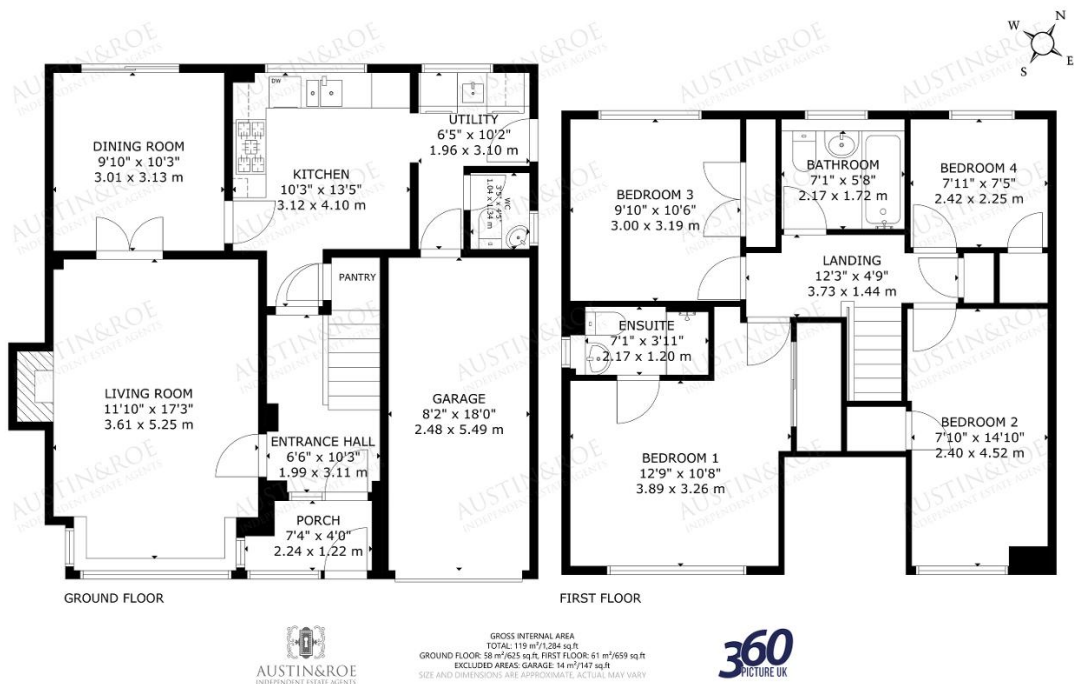 N
W
E
S
DINING ROOM
9'10" x 10'3"
3.01 x 3.13 m
DW
KITCHEN
10'3" x 13'5"
3.12 x 4.10 m
UTILITY
6'5" x 10'2"
1.96 x 3.10 m
WC
3'5" x 4'5"
1.04 x 1.34 m
PANTRY
LIVING ROOM
11'10" x 17'3"
3.61 x 5.25 m
ENTRANCE HALL
6'6" x 10'3"
1.99 x 3.11 m
GARAGE
8'2" x 18'0"
2.48 x 5.49 m
PORCH
7'4" x 4'0"
2.24 x 1.22 m
GROUND FLOOR
BEDROOM 3
9'10" x 10'6"
3.00 x 3.19 m
BATHROOM
7'1" x 5'8"
2.17 x 1.72 m
BEDROOM 4
7'11" x 7'5"
2.42 x 2.25 m
LANDING
12'3" x 4'9"
3.73 x 1.44 m
ENSUITE
7'1" x 3'11"
2.17 x 1.20 m
BEDROOM 1
12'9" x 10'8"
3.89 x 3.26 m
BEDROOM 2
7'10" x 14'10"
2.40 x 4.52 m
FIRST FLOOR
AUSTIN&ROE
INDEPENDENT ESTATE AGENTS
GROSS INTERNAL AREA
TOTAL: 119 m²/1,284 sq.ft
GROUND FLOOR: 58 m²/625 sq.ft, FIRST FLOOR: 61 m²/659 sq.ft
EXCLUDED AREAS: GARAGE: 14 m²/147 sq.ft
SIZE AND DIMENSIONS ARE APPROXIMATE, ACTUAL MAY VARY
360
PICTURE UK